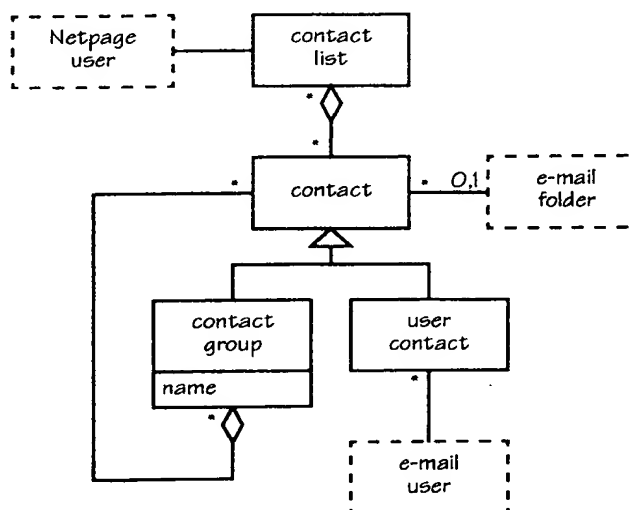 Netpage
user
contact
list
*
*
*
contact
*
0,1
e-mail
folder
contact
group
name
*
user
contact
*
e-mail
user